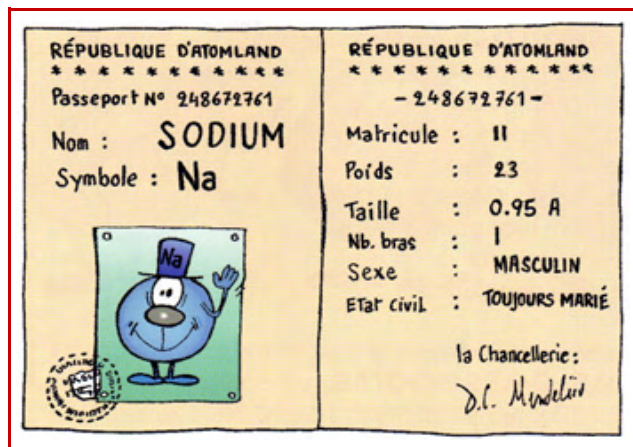 RÉPUBLIQUE D'ATOMLAND
* * * * * * * * * * * *
Passeport Nº 248672761
Nom : SODIUM
Symbole : Na
Na
RÉPUBLIQUE D'ATOMLAND
* * * * * * * * * * * * *
- 248672761 -
Matricule : 11
Poids : 23
Taille : 0.95 A
Nb. bras : 1
Sexe : MASCULIN
ETAT CIVIL : TOUJOURS MARIÉ
la Chancellerie :